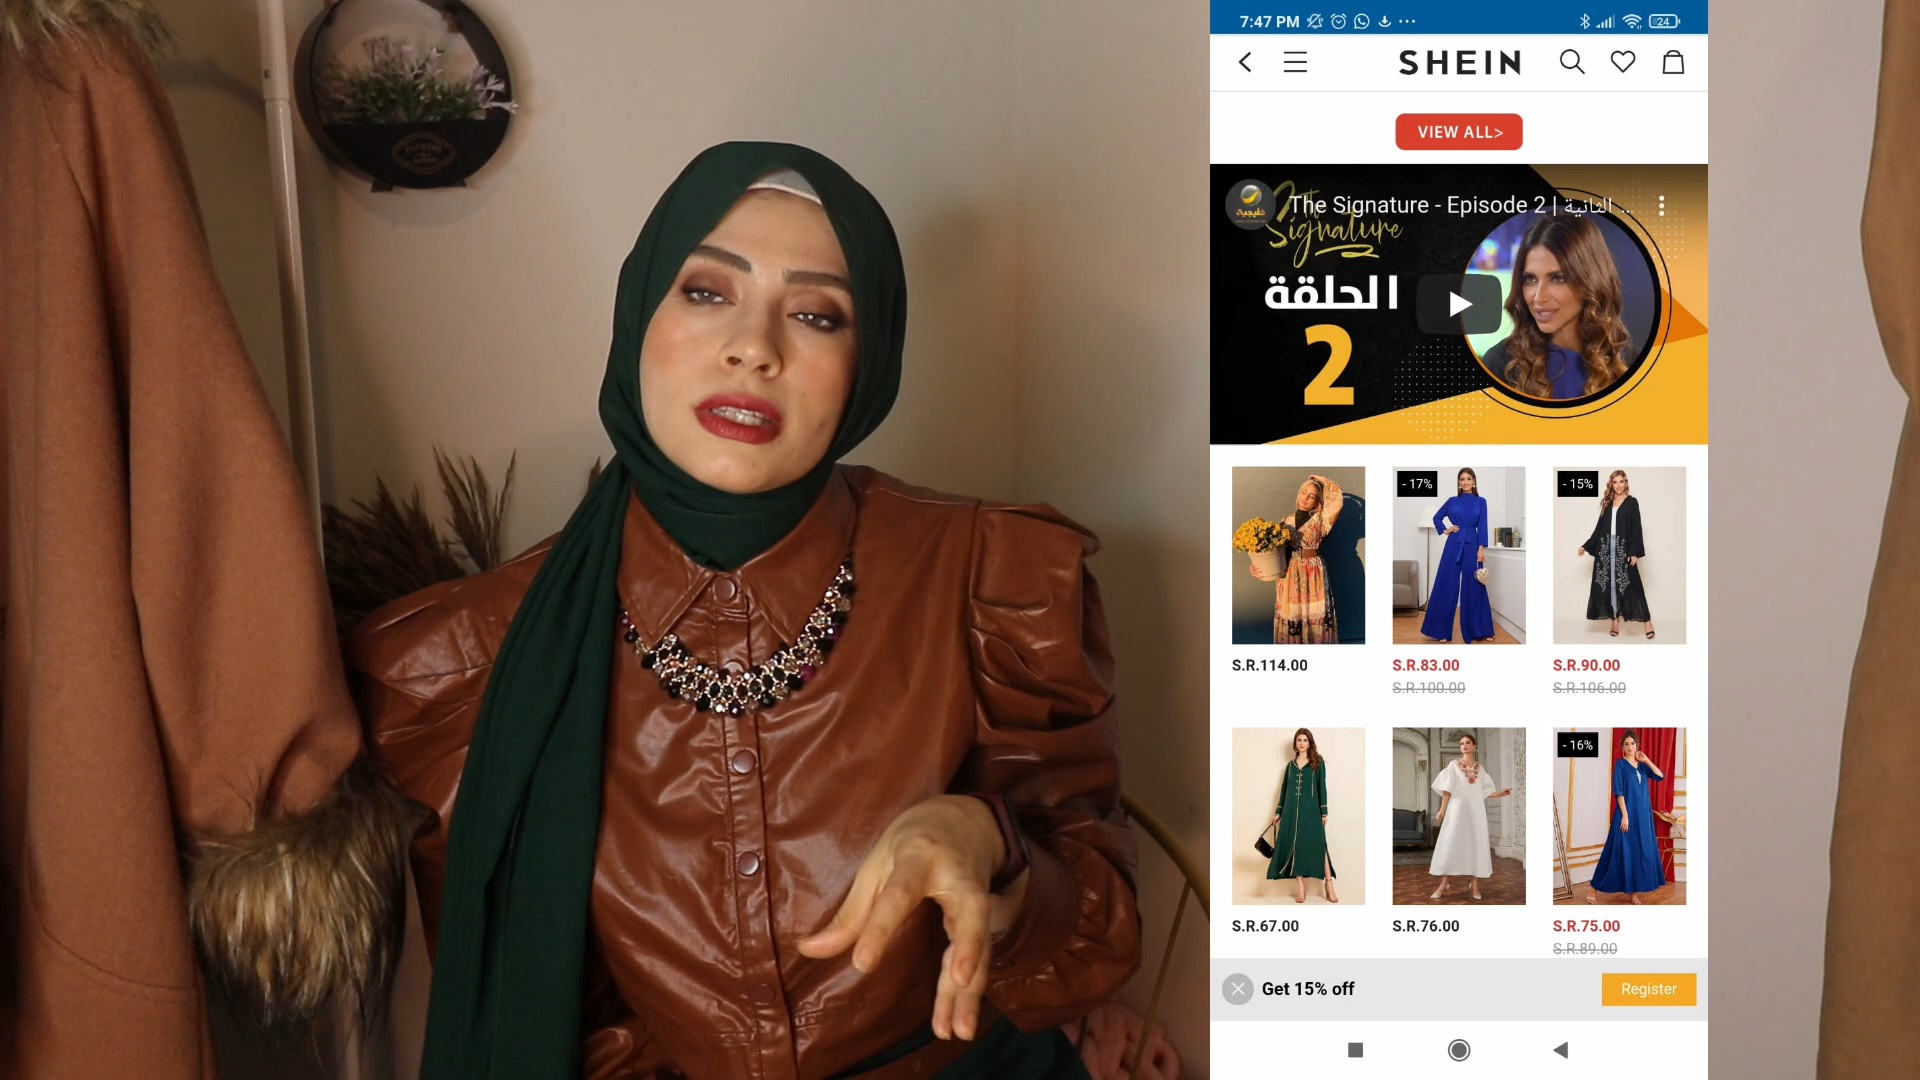 7:47 PM
24
SHEIN
VIEW ALL>
The Signature - Episode 2 | الثانية ...
Signature
الحلقة
2
- 17%
- 15%
S.R.114.00
S.R.83.00
S.R.90.00
S.R.100.00
S.R.106.00
- 16%
S.R.67.00
S.R.76.00
S.R.75.00
S.R.89.00
Get 15% off
Register